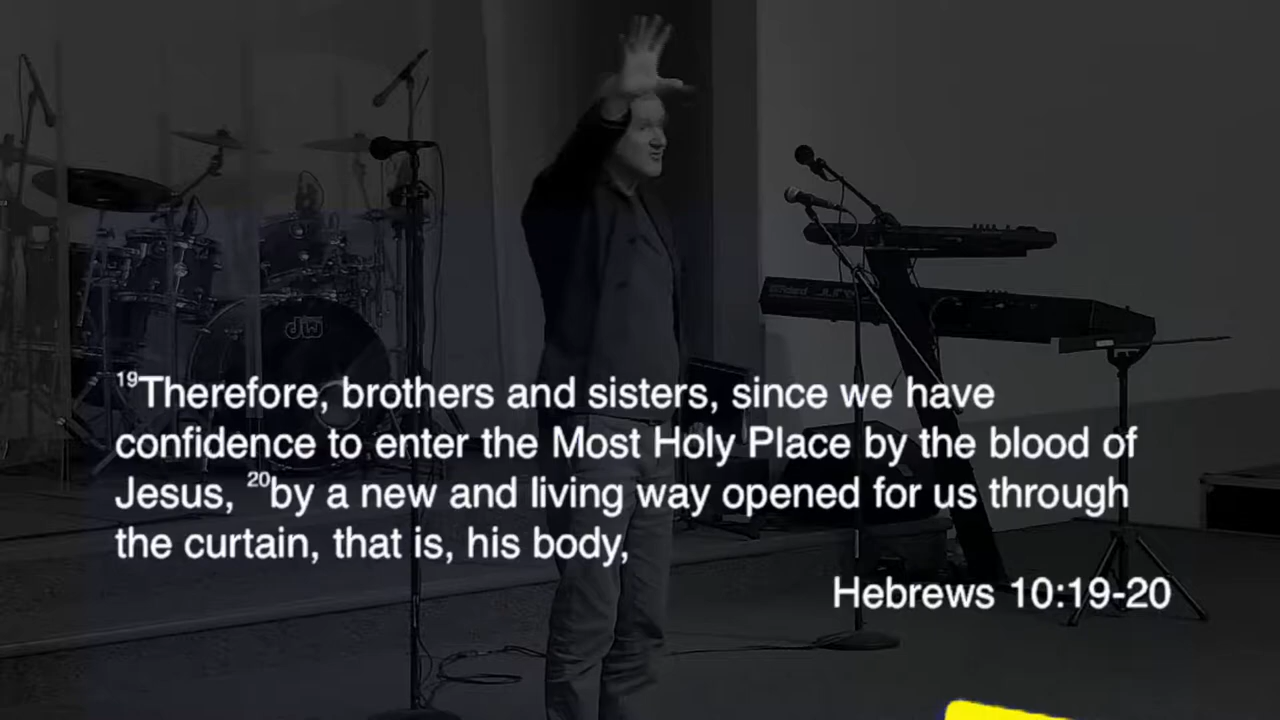 dw
¹⁹Therefore, brothers and sisters, since we have
confidence to enter the Most Holy Place by the blood of
Jesus, ²⁰by a new and living way opened for us through
the curtain, that is, his body,
Hebrews 10:19-20